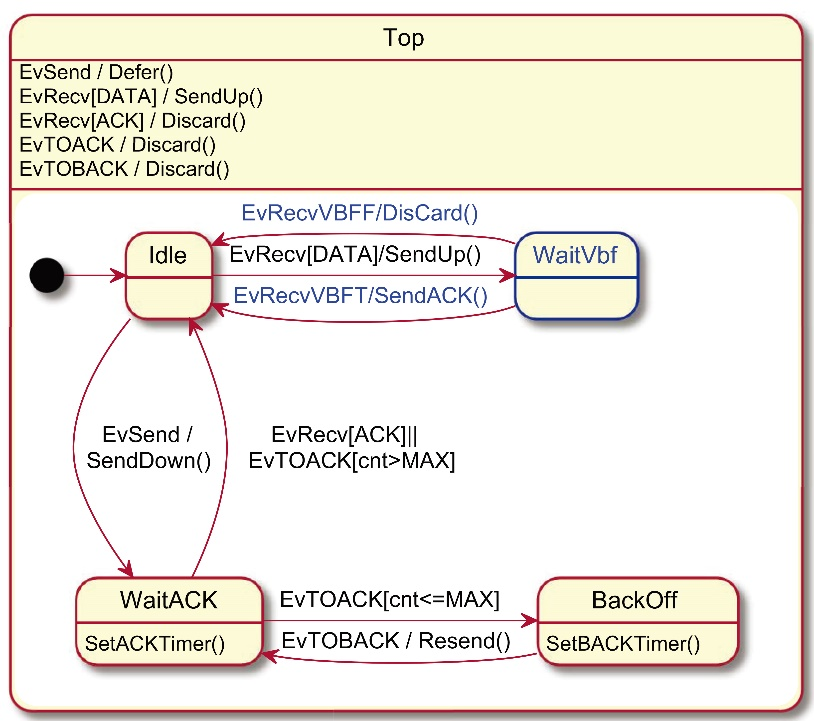 Top
EvSend / Defer()
EvRecv[DATA] / SendUp()
EvRecv[ACK] / Discard()
EvTOACK / Discard()
EvTOBACK / Discard()
EvRecvVBFF/DisCard()
Idle
EvRecv[DATA]/SendUp()
WaitVbf
EvRecvVBFT/SendACK()
EvSend /
SendDown()
EvRecv[ACK]||
EvTOACK[cnt>MAX]
WaitACK
SetACKTimer()
EvTOACK[cnt<=MAX]
EvTOBACK / Resend()
BackOff
SetBACKTimer()